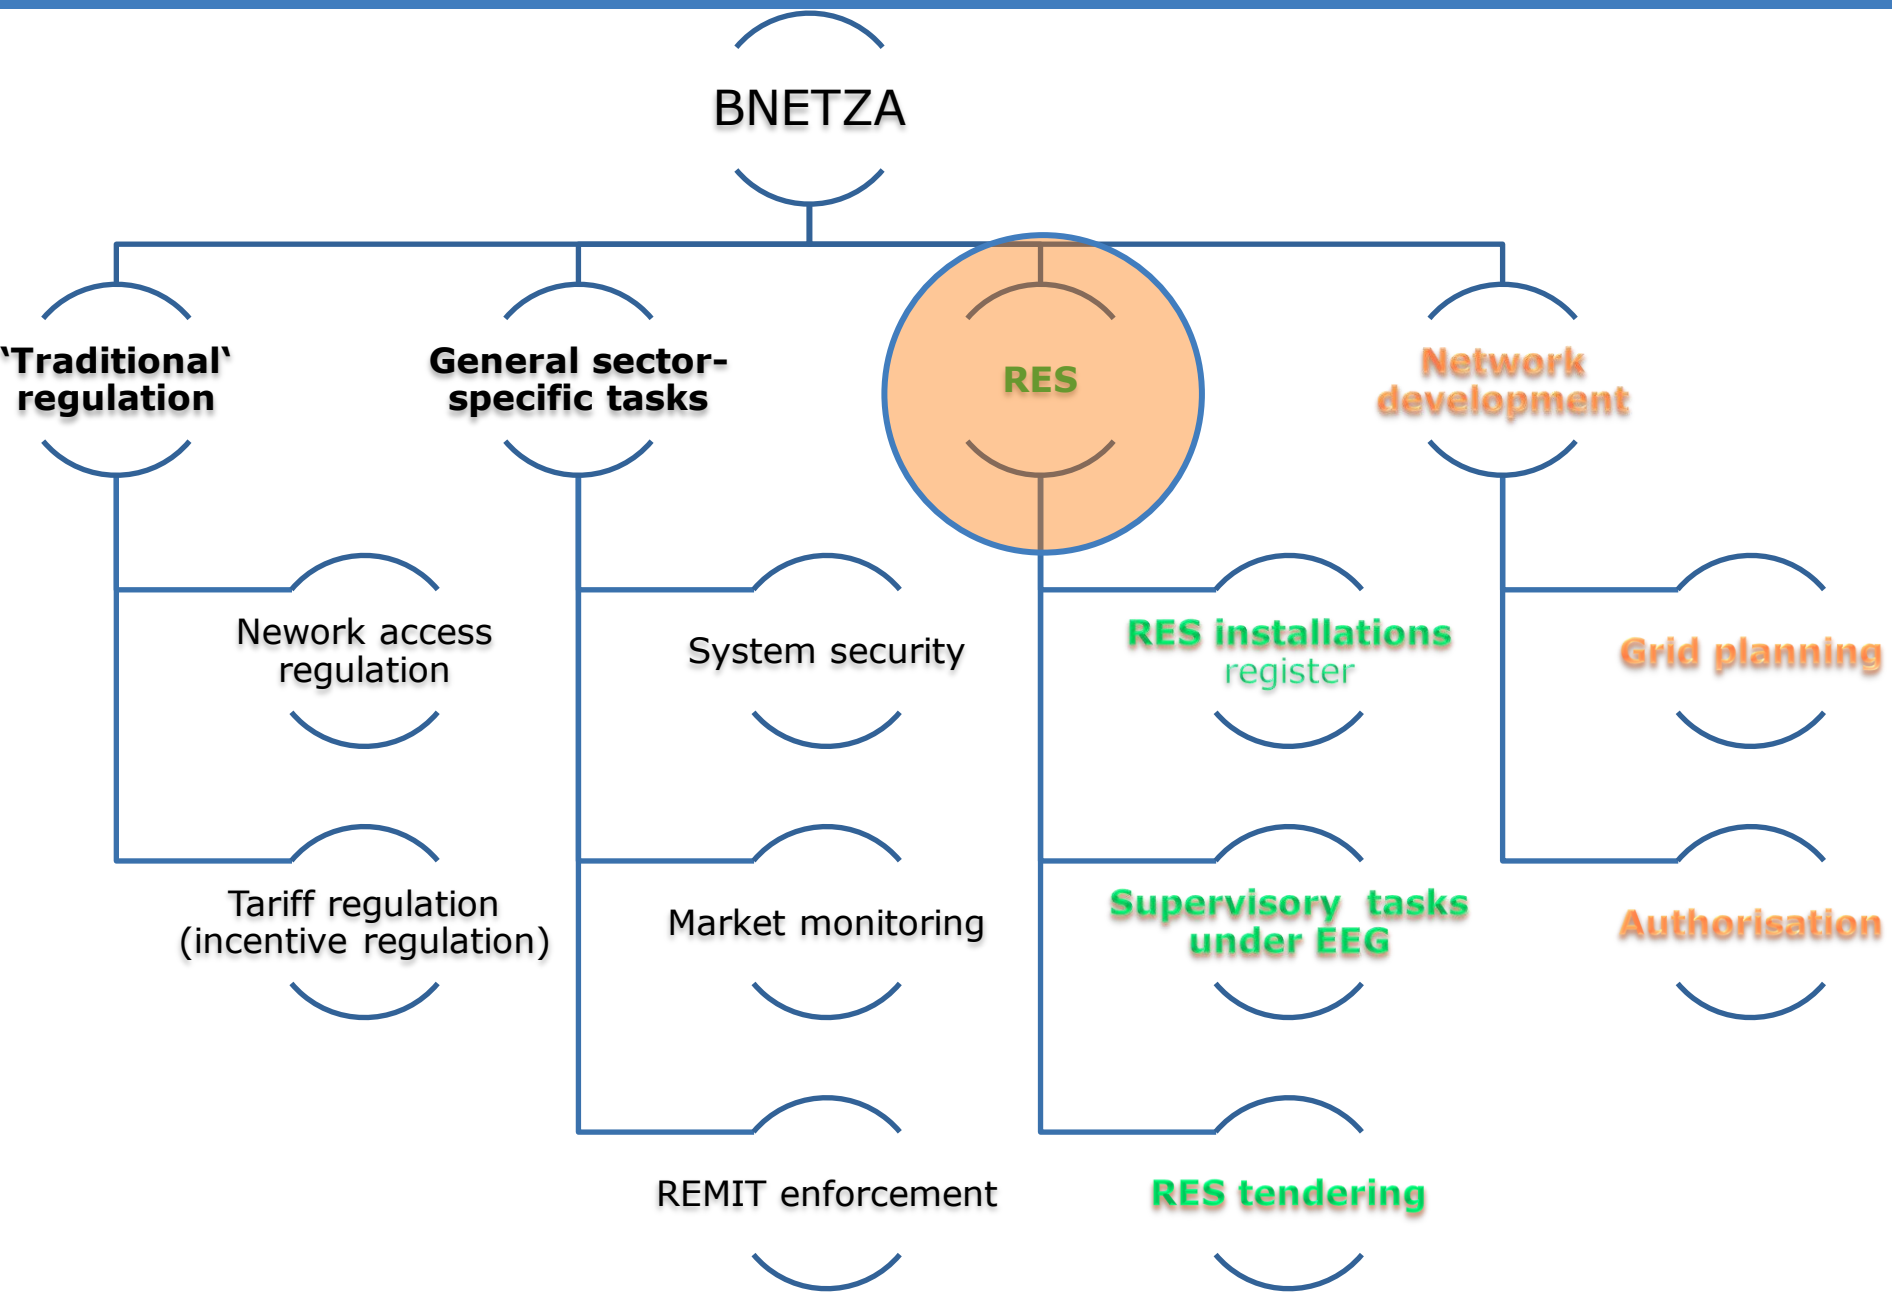 BNETZA
‘Traditional‘
regulation
General sector-
specific tasks
RES
Network
development
Nework access
regulation
System security
RES installations
register
Grid planning
Tariff regulation
(incentive regulation)
Market monitoring
Supervisory tasks
under EEG
Authorisation
REMIT enforcement
RES tendering